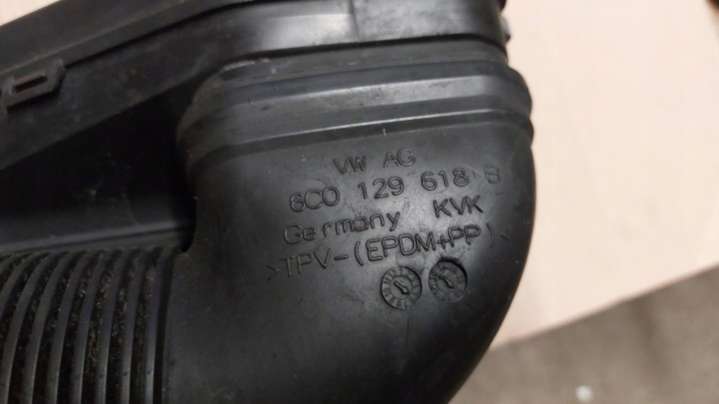 VW AG
6C0 129 618 B
Germany KVK
>TPV-(EPDM+PP)<